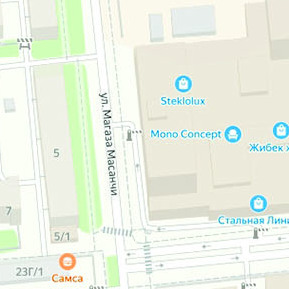 Steklolux
ул. Магаза Масанчи
Mono Concept
Жибек ж
5
Стальная Лини
7
5/1
23Г/1
Самса